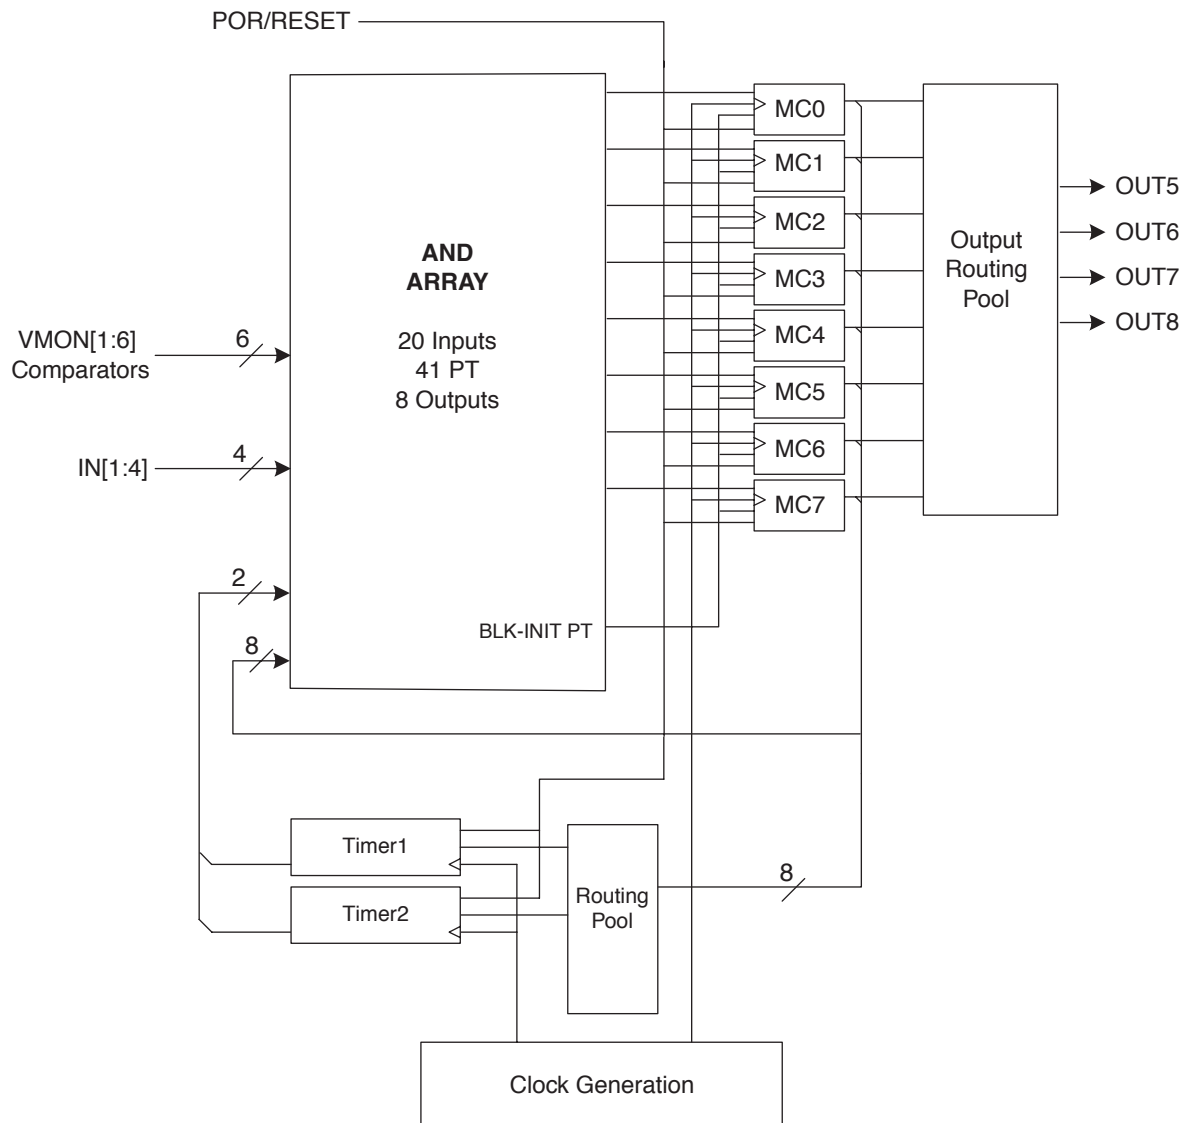 POR/RESET
AND
ARRAY
20 Inputs
41 PT
8 Outputs
BLK-INIT PT
VMON[1:6]
Comparators
6
IN[1:4]
4
2
8
MC0
MC1
MC2
MC3
MC4
MC5
MC6
MC7
Output
Routing
Pool
OUT5
OUT6
OUT7
OUT8
Timer1
Timer2
Routing
Pool
8
Clock Generation